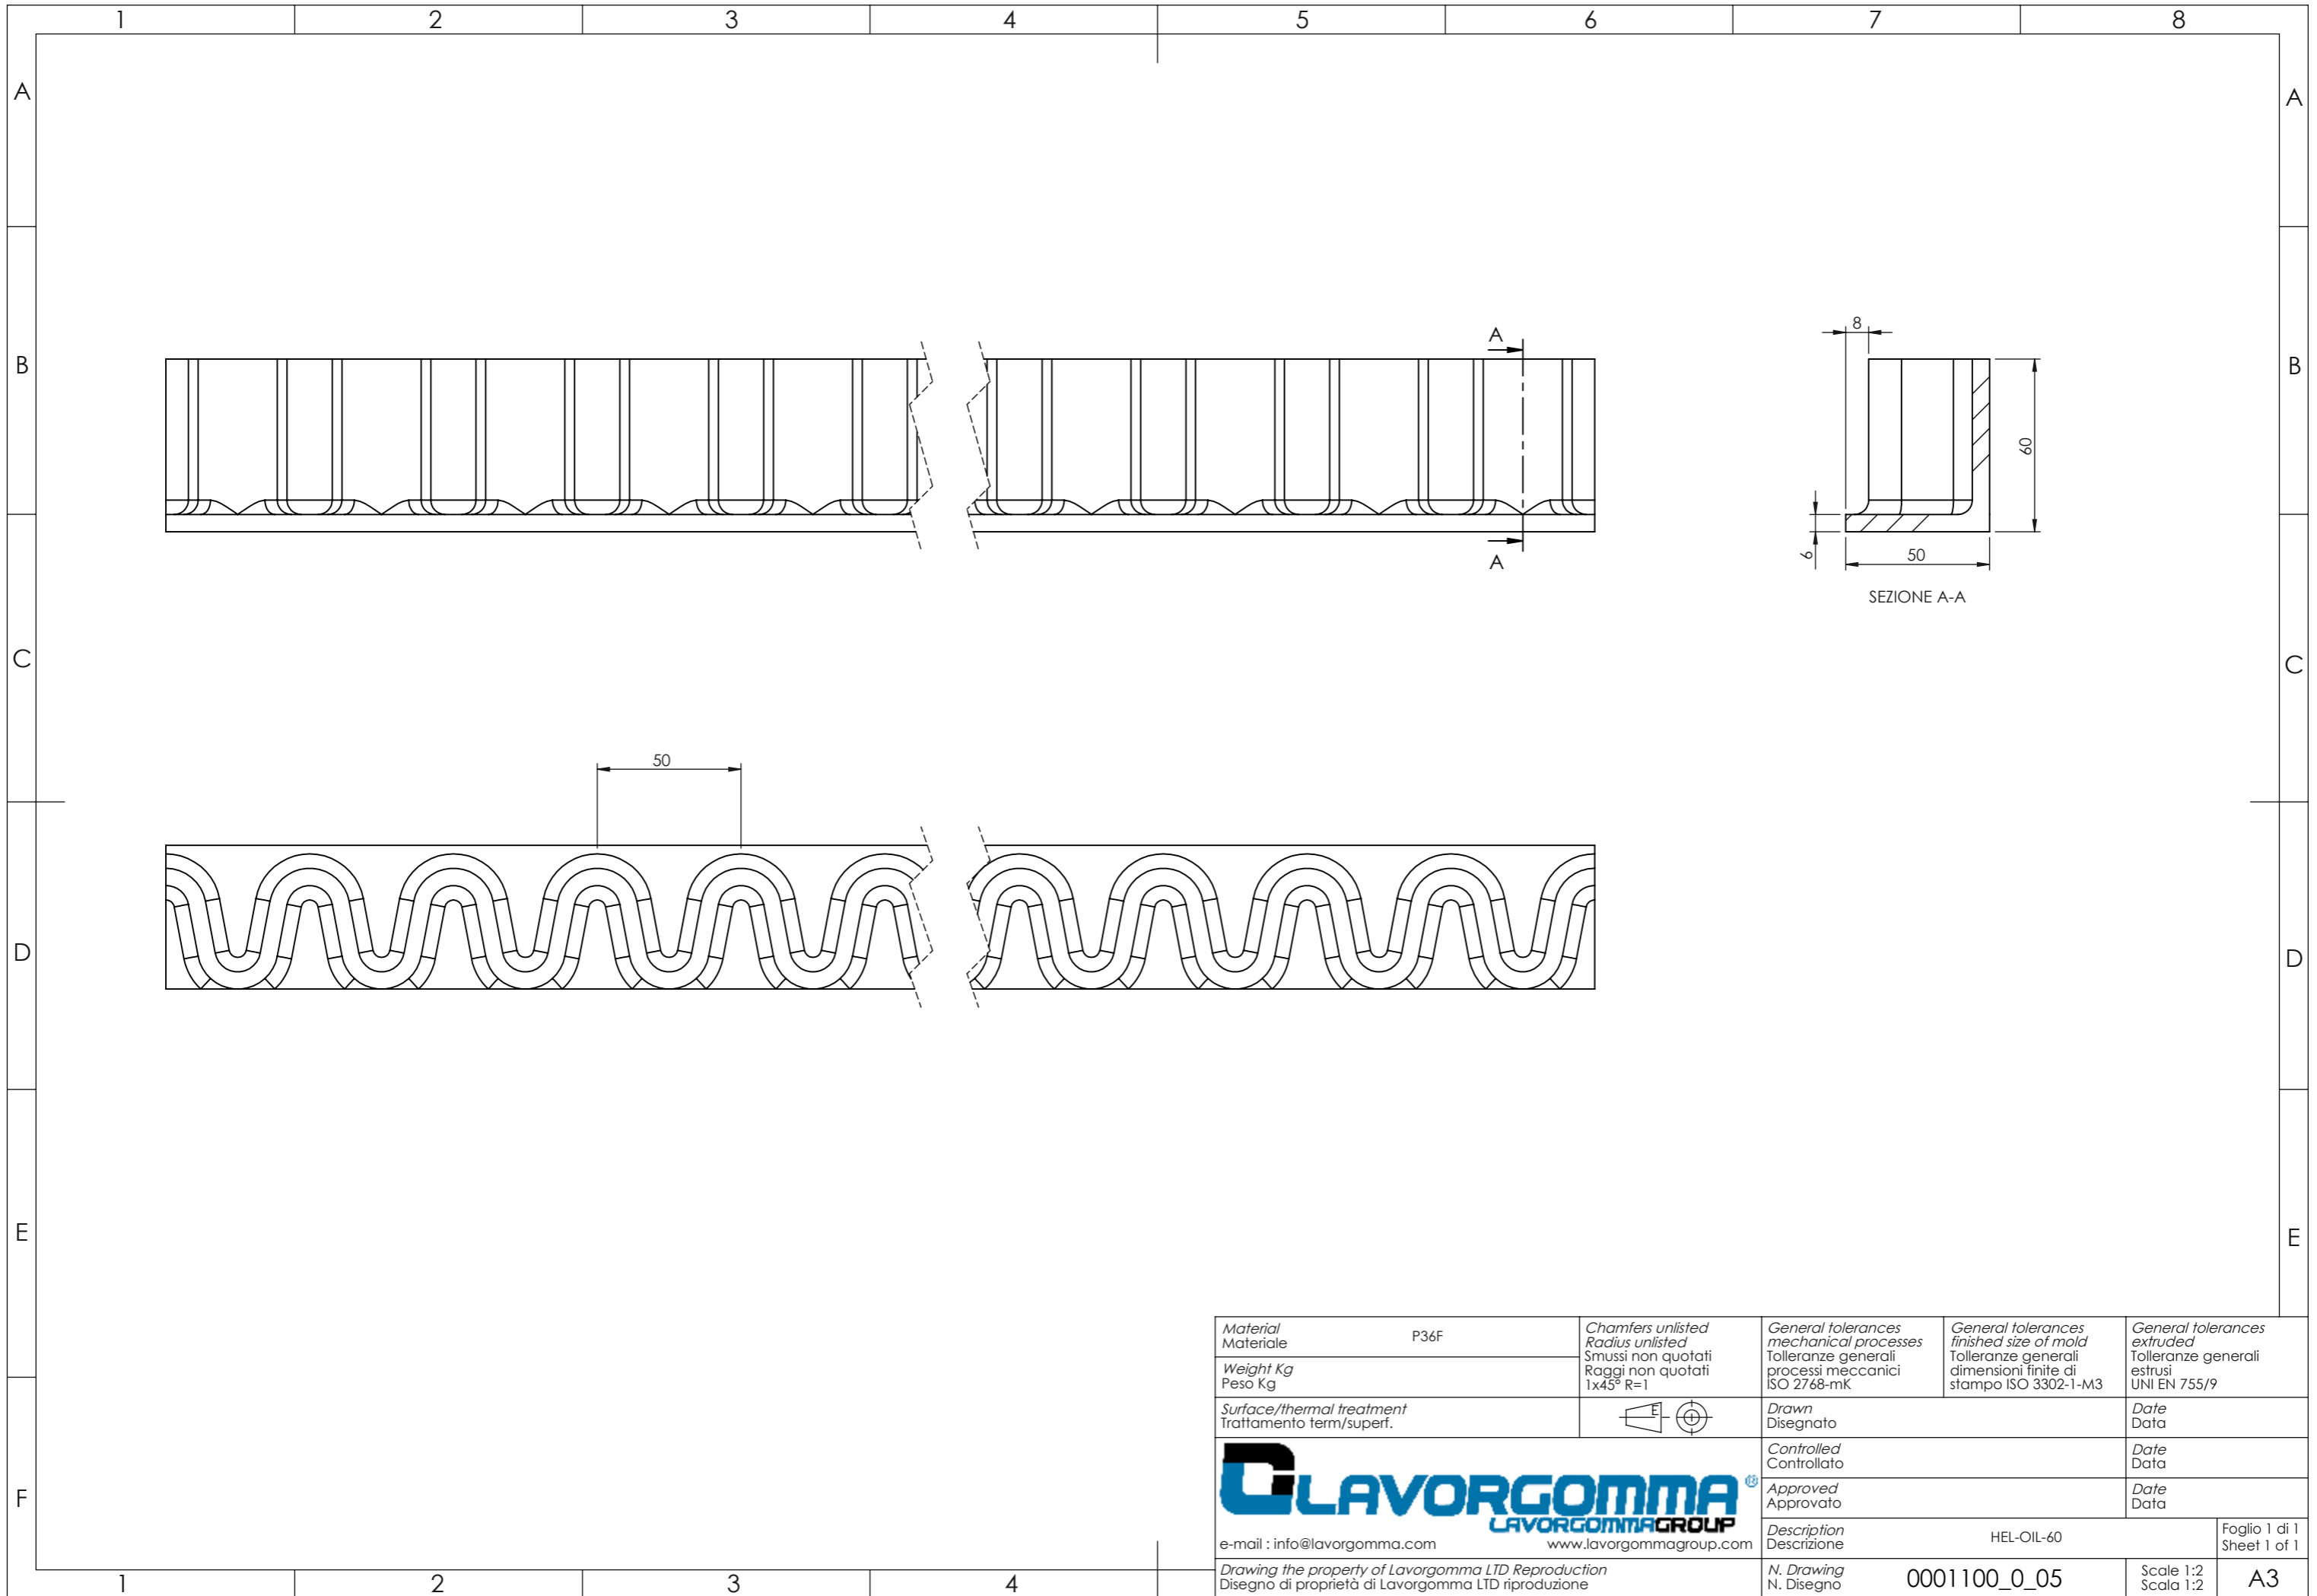 1 2 3 4 5 6 7 8
A A
A
8
B B
60
6
50
A
SEZIONE A-A
C C
50
D D
E E
Material
Materiale
P36F
Weight Kg
Peso Kg
Chamfers unlisted
Radius unlisted
Smussi non quotati
Raggi non quotati
1x45° R=1
General tolerances
mechanical processes
Tolleranze generali
processi meccanici
ISO 2768-mK
General tolerances
finished size of mold
Tolleranze generali
dimensioni finite di
stampo ISO 3302-1-M3
General tolerances
extruded
Tolleranze generali
estrusi
UNI EN 755/9
Surface/thermal treatment
Trattamento term/superf.
E
Drawn
Disegnato
Date
Data
Controlled
Controllato
Date
Data
F
LAVORGOMMA®
LAVORGOMMAGROUP
Approved
Approvato
Date
Data
e-mail : info@lavorgomma.com
www.lavorgommagroup.com
Description
Descrizione
HEL-OIL-60
Foglio 1 di 1
Sheet 1 of 1
Drawing the property of Lavorgomma LTD Reproduction
Disegno di proprietà di Lavorgomma LTD riproduzione
N. Drawing
N. Disegno
0001100_0_05
Scale 1:2
Scala 1:2
A3
1 2 3 4